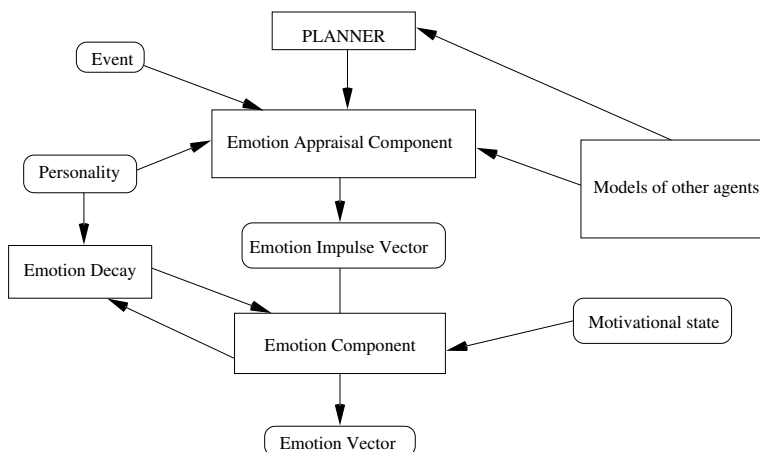 PLANNER
Event
Emotion Appraisal Component
Personality
Models of other agents
Emotion Impulse Vector
Emotion Decay
Motivational state
Emotion Component
Emotion Vector